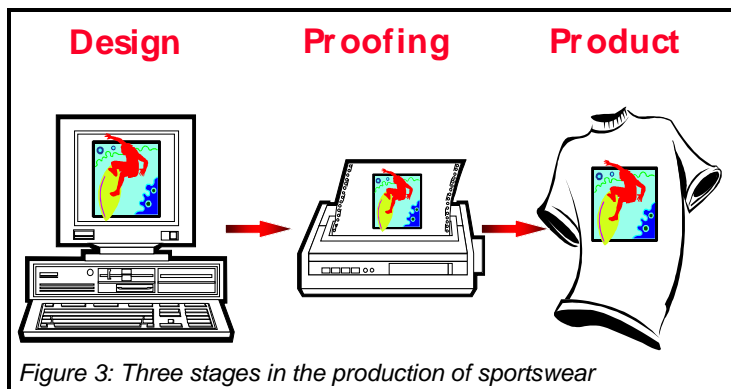 Design Proofing Product
Figure 3: Three stages in the production of sportswear